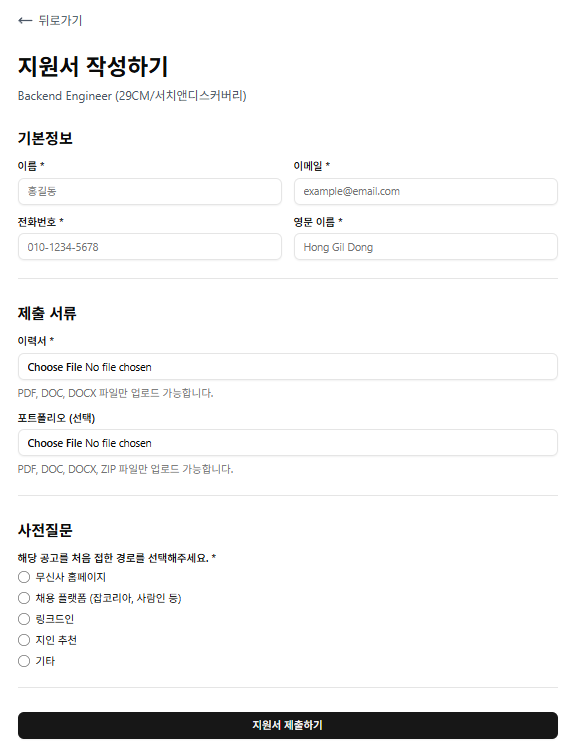 ← 뒤로가기
지원서 작성하기
Backend Engineer (29CM/서치앤디스커버리)
기본정보
이름 *
이메일 *
홍길동
example@email.com
전화번호 *
영문 이름 *
010-1234-5678
Hong Gil Dong
제출 서류
이력서 *
Choose File No file chosen
PDF, DOC, DOCX 파일만 업로드 가능합니다.
포트폴리오 (선택)
Choose File No file chosen
PDF, DOC, DOCX, ZIP 파일만 업로드 가능합니다.
사전질문
해당 공고를 처음 접한 경로를 선택해주세요. *
무신사 홈페이지
채용 플랫폼 (잡코리아, 사람인 등)
링크드인
지인 추천
기타
지원서 제출하기